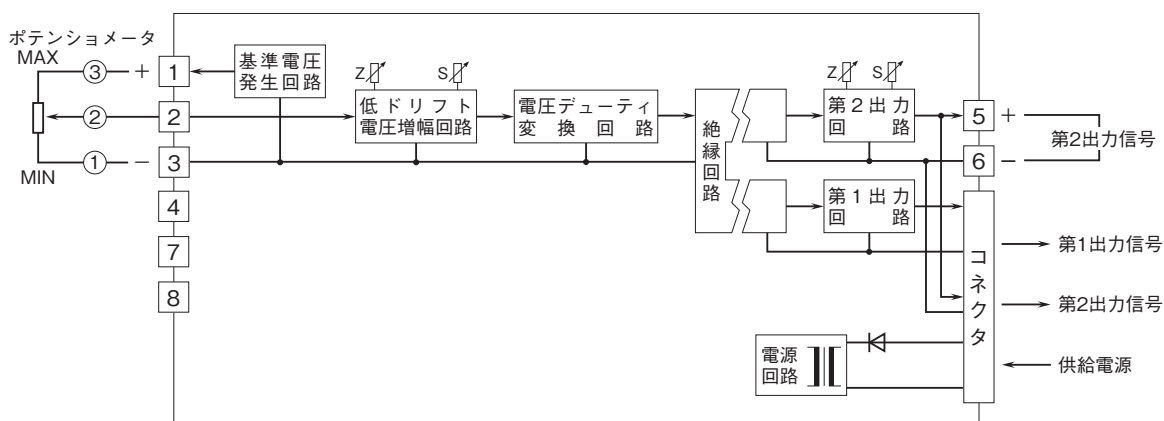 ポテンショメータ
MAX
③
+
1
基準電圧
発生回路
②
2
Z
S
低ドリフト
電圧増幅回路
電圧デューティ
変換回路
①
−
3
MIN
4
7
8
絶縁回路
Z
S
第2出力
回路
5
+
第2出力信号
6
−
第1出力
回路
コネクタ
第1出力信号
第2出力信号
電源
回路
供給電源